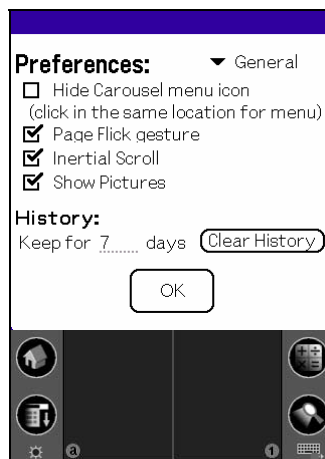 Preferences: General
Hide Carousel menu icon
(click in the same location for menu)
Page Flick gesture
Inertial Scroll
Show Pictures
History:
Keep for 7 days Clear History
OK
a 1